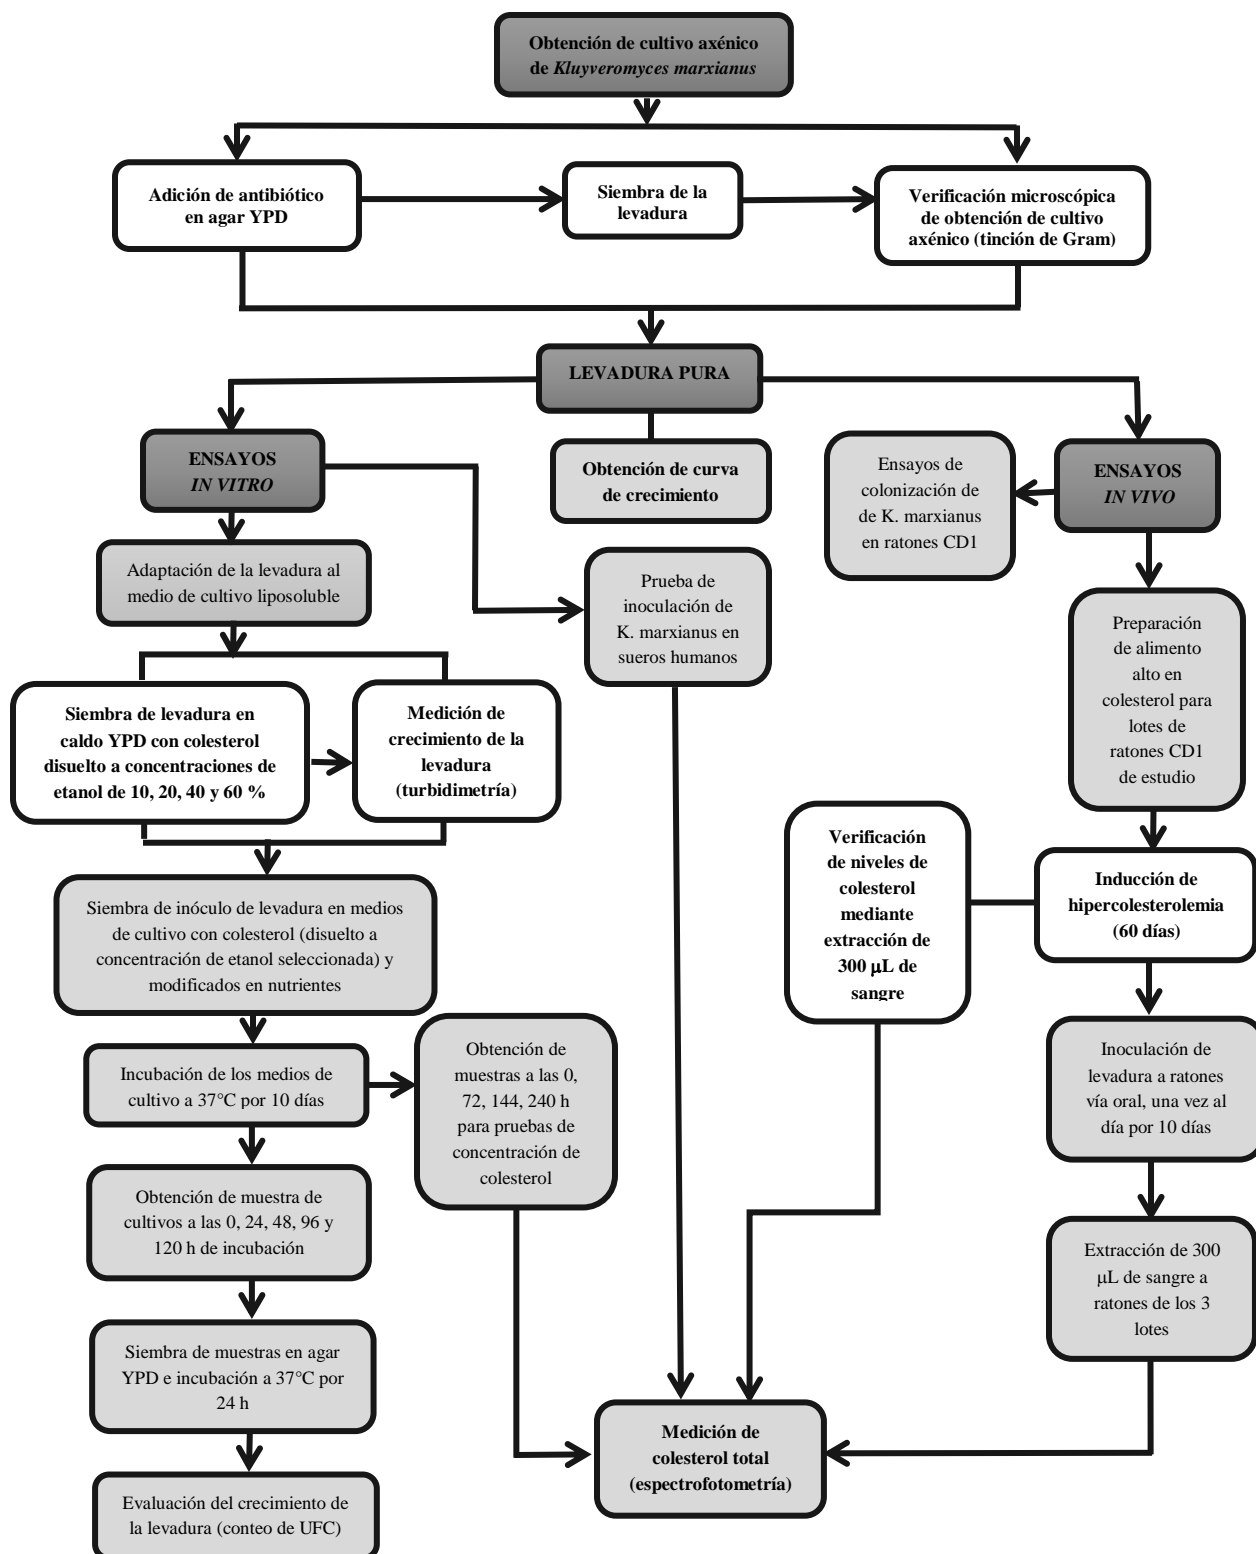 Obtención de cultivo axénico
de Kluyveromyces marxianus
Adición de antibiótico
en agar YPD
Siembra de la
levadura
Verificación microscópica
de obtención de cultivo
axénico (tinción de Gram)
LEVADURA PURA
ENSAYOS
IN VITRO
Obtención de curva
de crecimiento
Ensayos de
colonización de
de K. marxianus
en ratones CD1
ENSAYOS
IN VIVO
Adaptación de la levadura al
medio de cultivo liposoluble
Prueba de
inoculación de
K. marxianus en
sueros humanos
Preparación
de alimento
alto en
colesterol para
lotes de
ratones CD1
de estudio
Siembra de levadura en
caldo YPD con colesterol
disuelto a concentraciones de
etanol de 10, 20, 40 y 60 %
Medición de
crecimiento de la
levadura
(turbidimetría)
Verificación
de niveles de
colesterol
mediante
extracción de
300 µL de
sangre
Inducción de
hipercolesterolemia
(60 días)
Siembra de inóculo de levadura en medios
de cultivo con colesterol (disuelto a
concentración de etanol seleccionada) y
modificados en nutrientes
Incubación de los medios de
cultivo a 37°C por 10 días
Obtención de
muestras a las 0,
72, 144, 240 h
para pruebas de
concentración de
colesterol
Inoculación de
levadura a ratones
vía oral, una vez al
día por 10 días
Obtención de muestra de
cultivos a las 0, 24, 48, 96 y
120 h de incubación
Extracción de 300
µL de sangre a
ratones de los 3
lotes
Siembra de muestras en agar
YPD e incubación a 37°C por
24 h
Medición de
colesterol total
(espectrofotometría)
Evaluación del crecimiento de
la levadura (conteo de UFC)